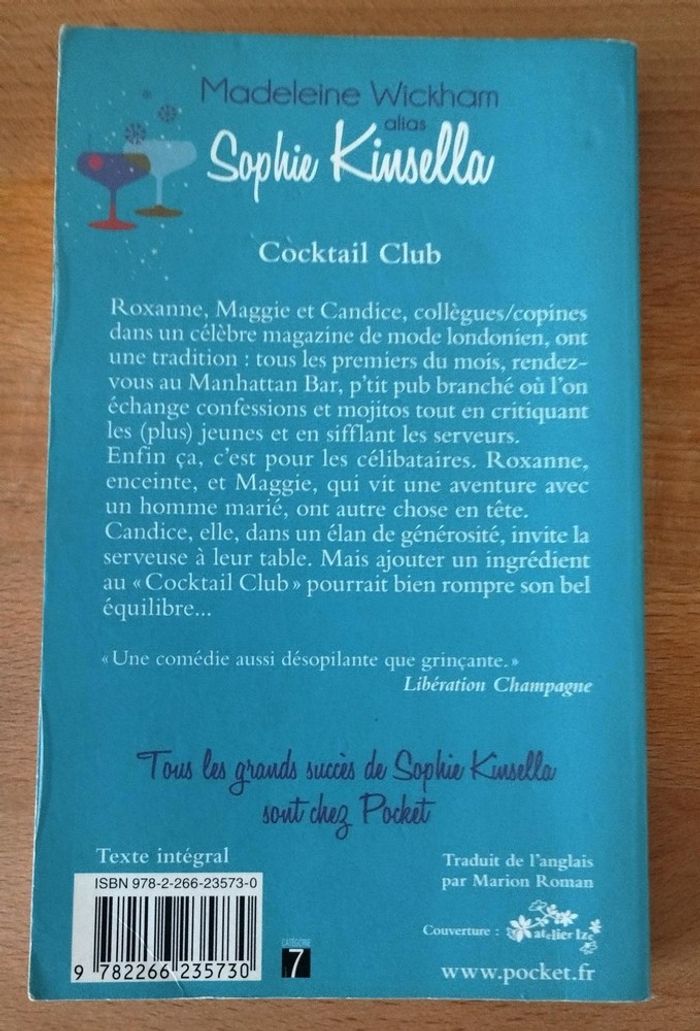 Madeleine Wickham
alias
Sophie Kinsella
Cocktail Club
Roxanne, Maggie et Candice, collègues/copines
dans un célèbre magazine de mode londonien, ont
une tradition : tous les premiers du mois, rendez-
vous au Manhattan Bar, p'tit pub branché où l'on
échange confessions et mojitos tout en critiquant
les (plus) jeunes et en sifflant les serveurs.
Enfin ça, c'est pour les célibataires. Roxanne,
enceinte, et Maggie, qui vit une aventure avec
un homme marié, ont autre chose en tête.
Candice, elle, dans un élan de générosité, invite la
serveuse à leur table. Mais ajouter un ingrédient
au « Cocktail Club » pourrait bien rompre son bel
équilibre...
« Une comédie aussi désopilante que grinçante. »
Libération Champagne
Tous les grands succès de Sophie Kinsella
sont chez Pocket
Texte intégral
ISBN 978-2-266-23573-0
9 782266 235730
CATÉGORIE
7
Traduit de l'anglais
par Marion Roman
Couverture : atelier lzc
www.pocket.fr